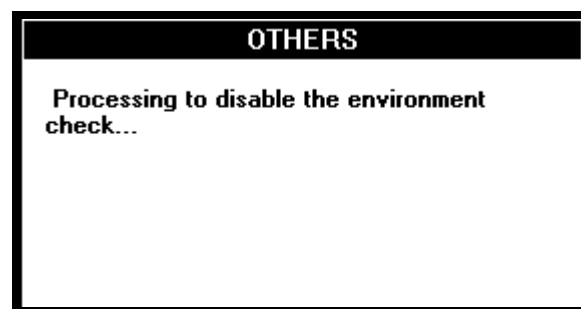 OTHERS
Processing to disable the environment
check...